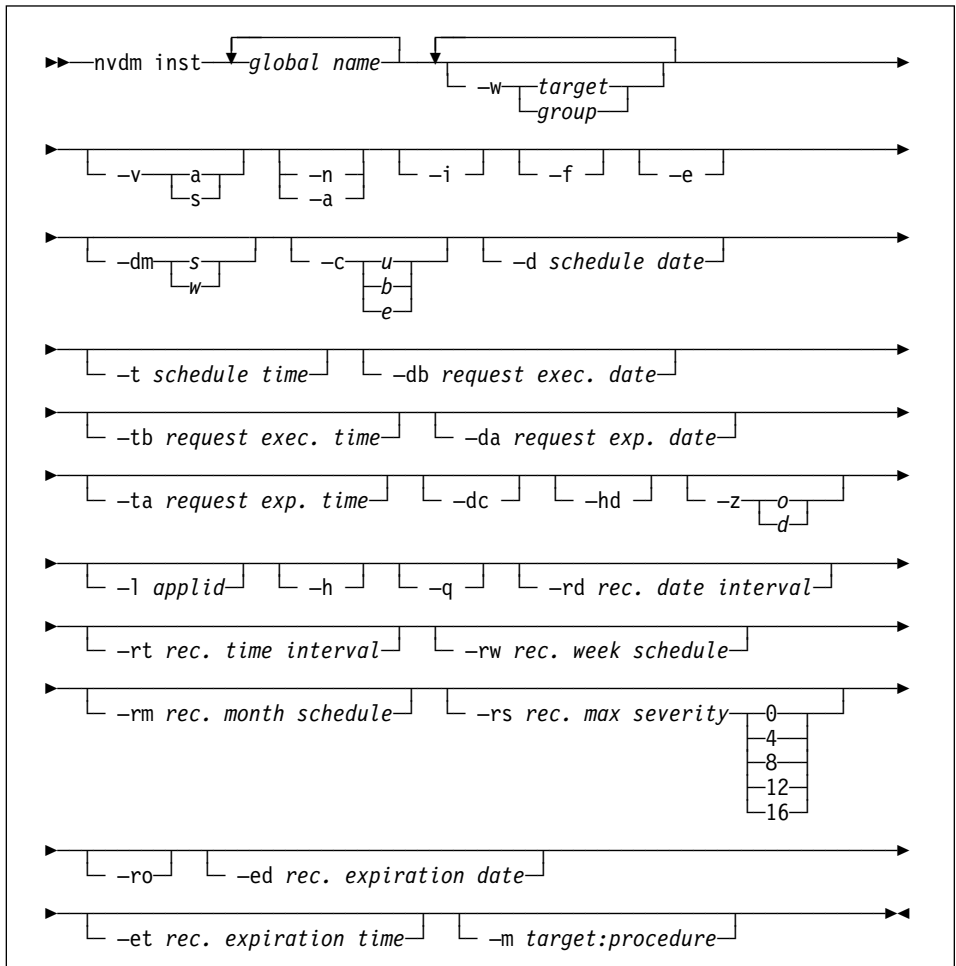 nvdm inst global name –w target
group
–v a –n –i –f –e
s –a
–dm s –c u –d schedule date
w b
e
–t schedule time –db request exec. date
–tb request exec. time –da request exp. date
–ta request exp. time –dc –hd –z o
d
–l applid –h –q –rd rec. date interval
–rt rec. time interval –rw rec. week schedule
–rm rec. month schedule –rs rec. max severity 0
4
8
12
16
–ro –ed rec. expiration date
–et rec. expiration time –m target:procedure